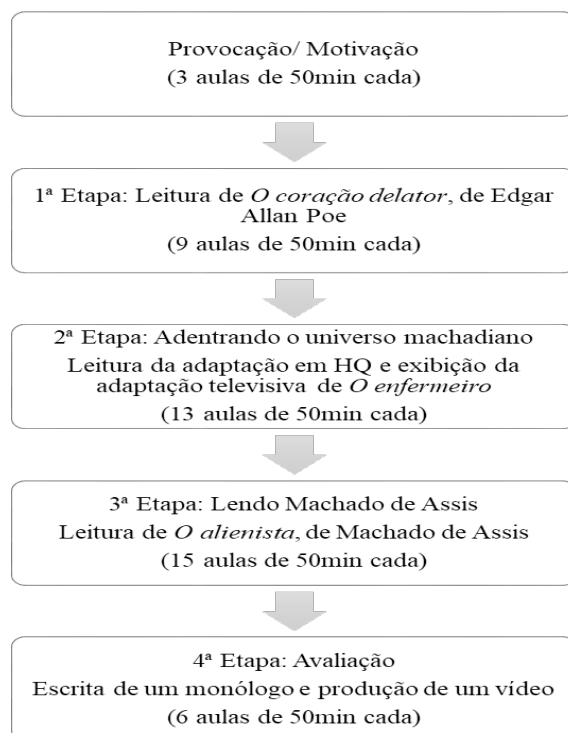 Provocação/ Motivação
(3 aulas de 50min cada)
1ª Etapa: Leitura de O coração delator, de Edgar
Allan Poe
(9 aulas de 50min cada)
2ª Etapa: Adentrando o universo machadiano
Leitura da adaptação em HQ e exibição da
adaptação televisiva de O enfermeiro
(13 aulas de 50min cada)
3ª Etapa: Lendo Machado de Assis
Leitura de O alienista, de Machado de Assis
(15 aulas de 50min cada)
4ª Etapa: Avaliação
Escrita de um monólogo e produção de um vídeo
(6 aulas de 50min cada)